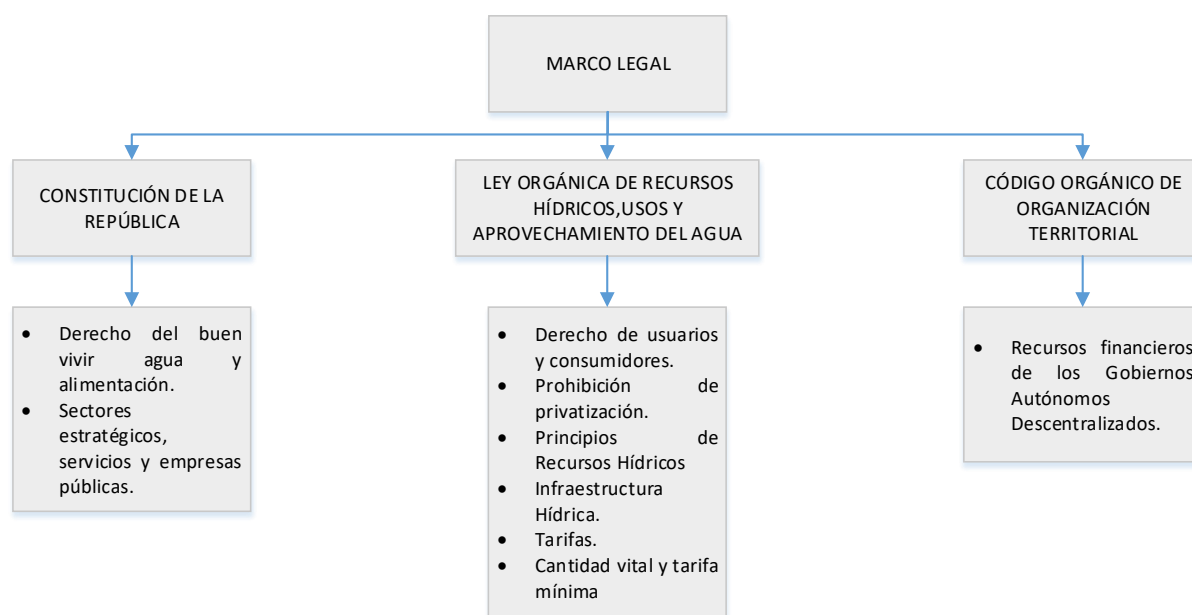 MARCO LEGAL
CONSTITUCIÓN DE LA
REPÚBLICA
LEY ORGÁNICA DE RECURSOS
HÍDRICOS,USOS Y
APROVECHAMIENTO DEL AGUA
CÓDIGO ORGÁNICO DE
ORGANIZACIÓN
TERRITORIAL
• Derecho del buen
vivir agua y
alimentación.
• Sectores
estratégicos,
servicios y empresas
públicas.
• Derecho de usuarios
y consumidores.
• Prohibición de
privatización.
• Principios de
Recursos Hídricos
• Infraestructura
Hídrica.
• Tarifas.
• Cantidad vital y tarifa
mínima
• Recursos financieros
de los Gobiernos
Autónomos
Descentralizados.